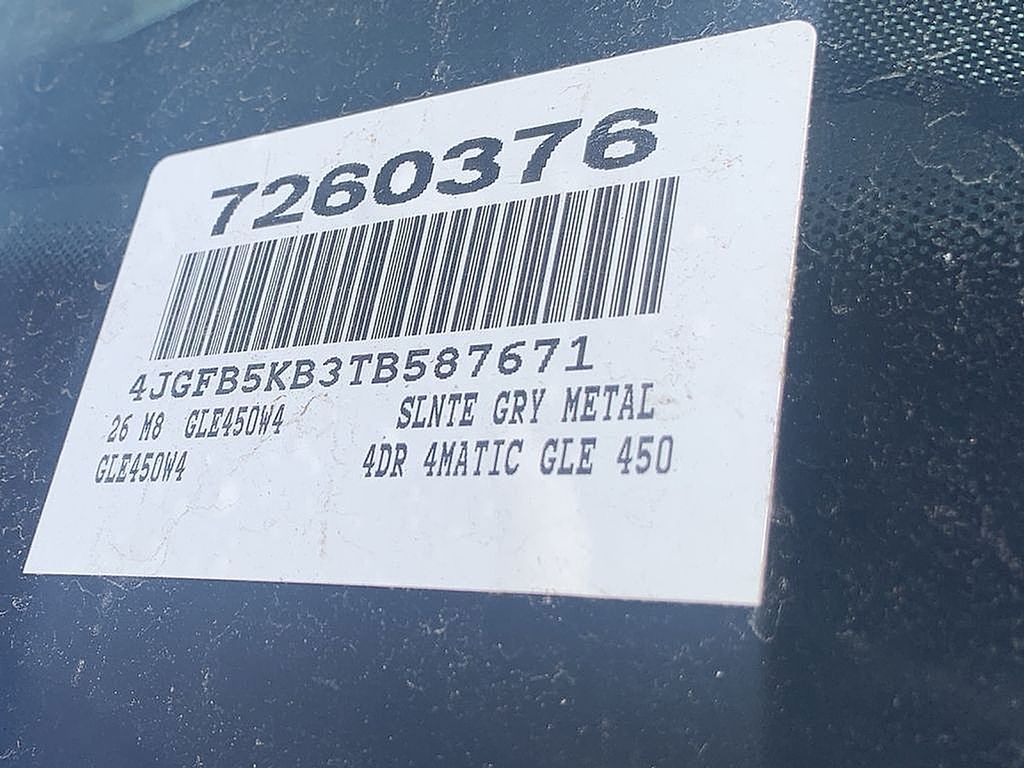 7260376
4JGFB5KB3TB587671
26 M8 GLE450W4 SLNTE GRY METAL
GLE450W4 4DR 4MATIC GLE 450